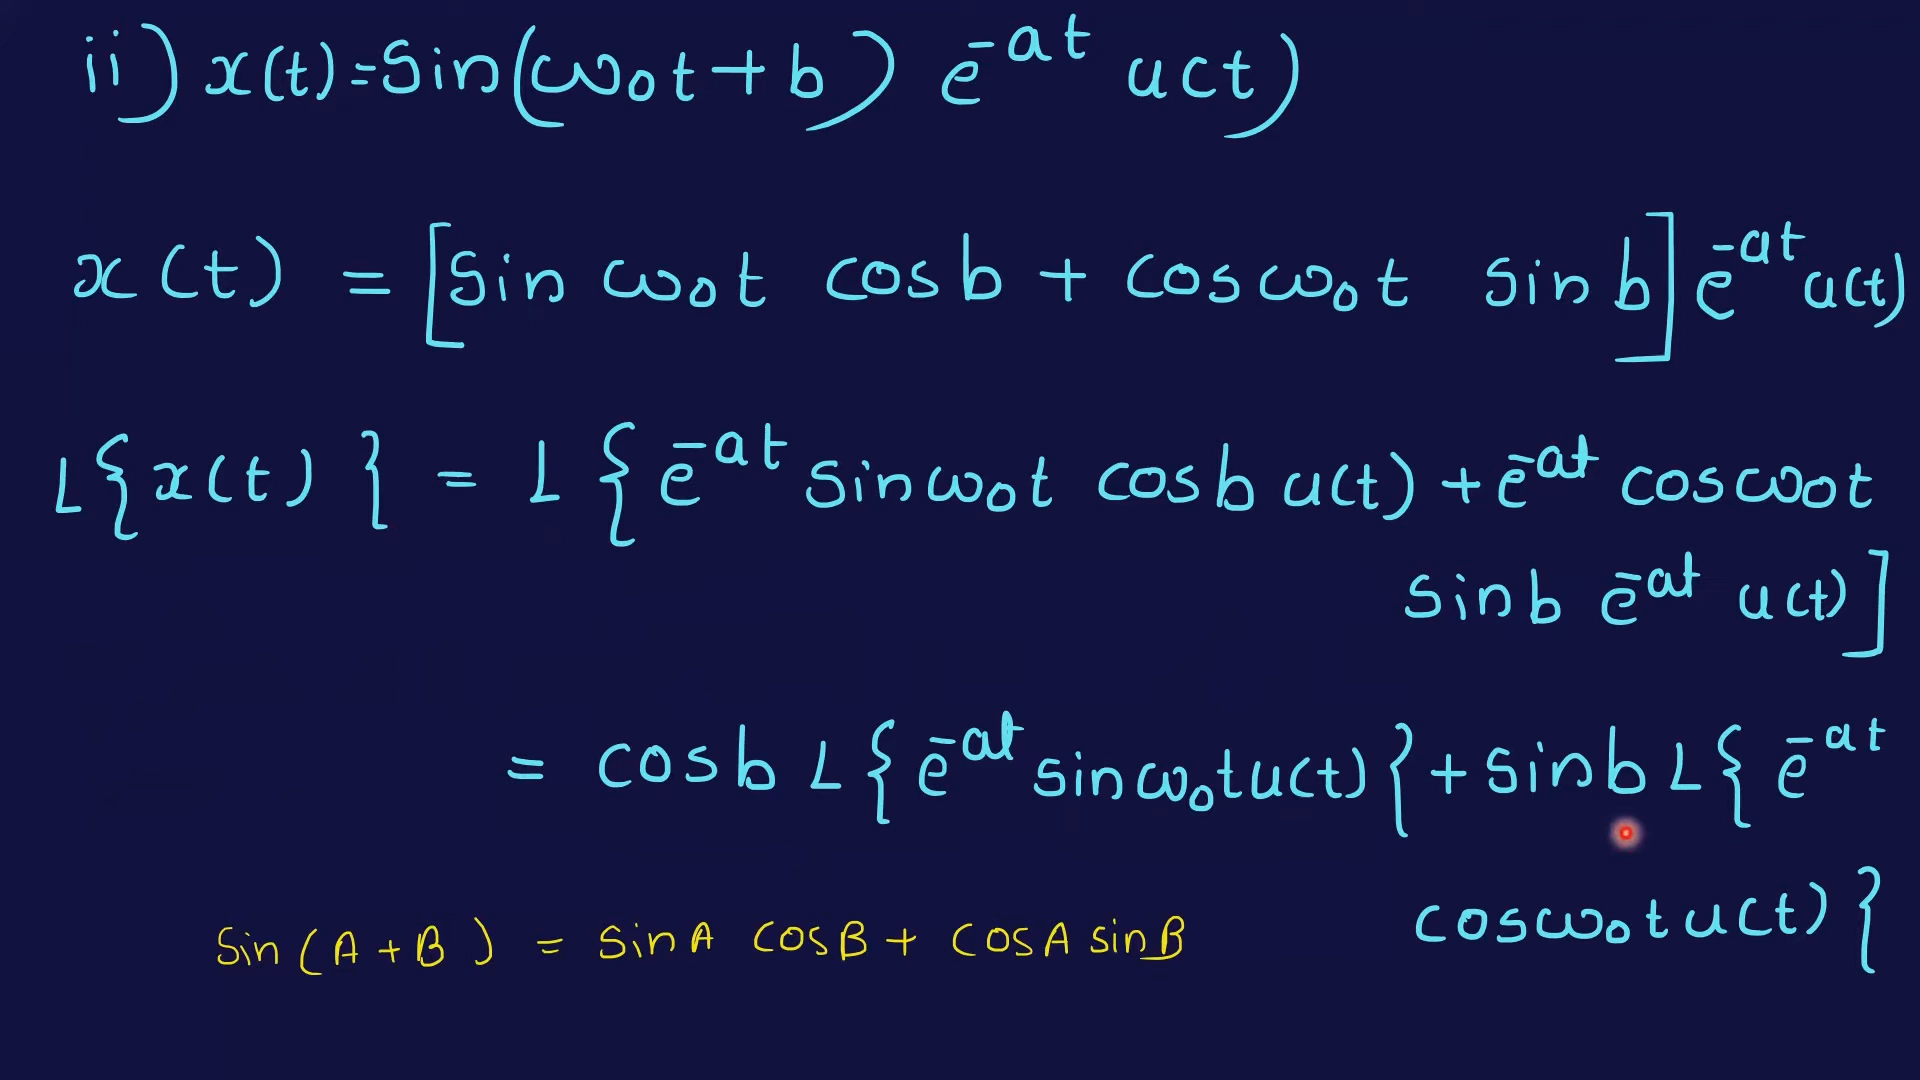 ii) x(t)=sin(ω₀t+b) e^-at u(t)
x(t) = [sin ω₀t cos b + cos ω₀t sin b] e^-at u(t)
L{x(t)} = L{e^-at sin ω₀t cos b u(t) + e^-at cos ω₀t
sin b e^-at u(t)]
= cos b L{e^-at sin ω₀t u(t)} + sin b L{e^-at
cos ω₀t u(t)}
sin(A+B) = sin A cos B + cos A sin B